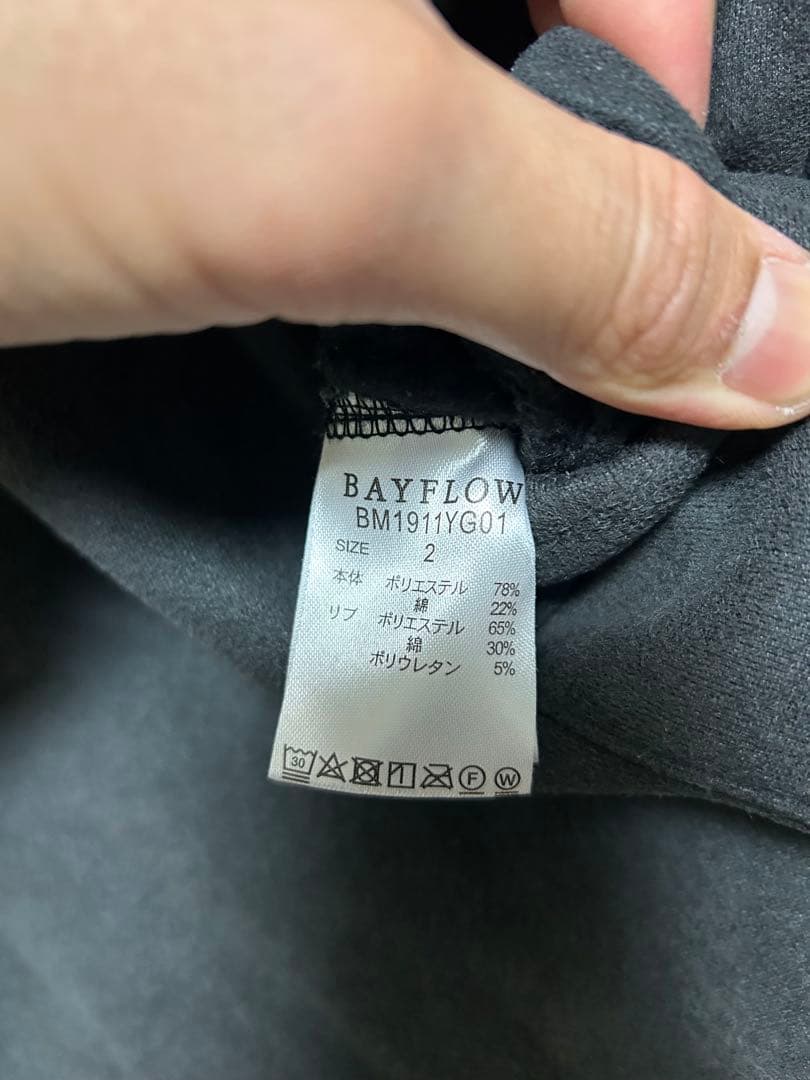 BAYFLOW
BM1911YG01
SIZE 2
本体 ポリエステル 78%
綿 22%
リブ ポリエステル 65%
綿 30%
ポリウレタン 5%
30 F W